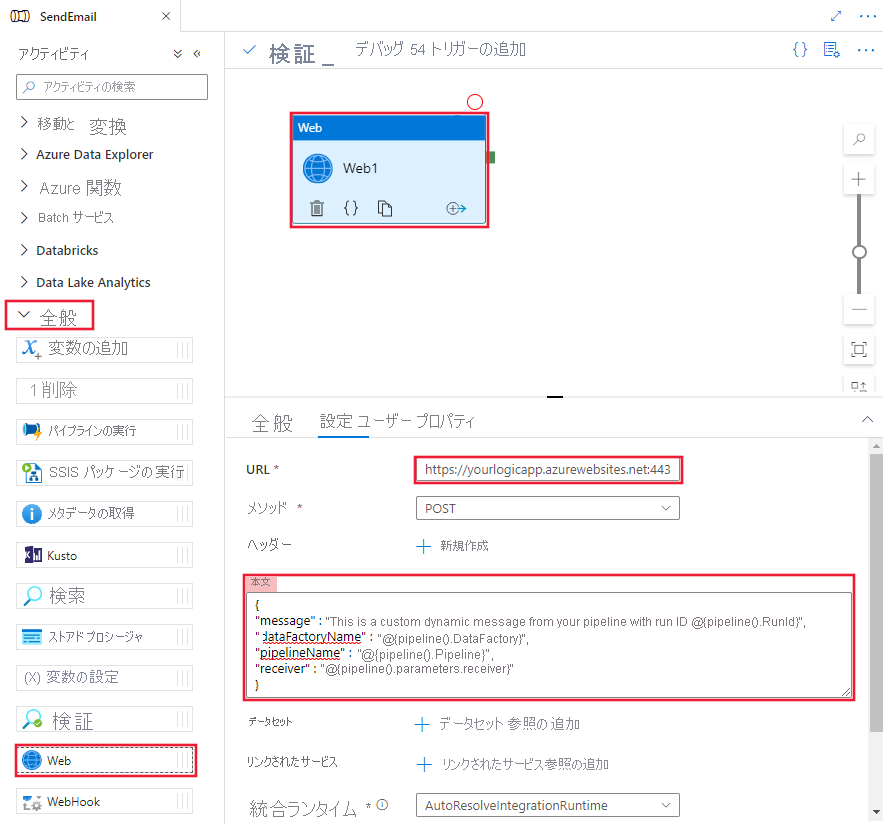 SendEmail
アクティビティ
アクティビティの検索
移動と 変換
Azure Data Explorer
Azure 関数
Batch サービス
Databricks
Data Lake Analytics
全般
変数の追加
1 削除
パイプラインの実行
SSIS パッケージの実行
メタデータの取得
Kusto
検索
ストアド プロシージャ
(X) 変数の設定
検証
Web
WebHook
検証 _ デバッグ 54 トリガーの追加
Web
Web1
全般 設定 ユーザー プロパティ
URL * https://yourlogicapp.azurewebsites.net:443
メソッド * POST
ヘッダー 新規作成
本文
{
"message" : "This is a custom dynamic message from your pipeline with run ID @{pipeline().RunId}",
"dataFactoryName" : "@{pipeline().DataFactory}",
"pipelineName" : "@{pipeline().Pipeline}",
"receiver" : "@{pipeline().parameters.receiver}"
}
データセット データセット 参照の追加
リンクされたサービス リンクされたサービス参照の追加
統合ランタイム * AutoResolveIntegrationRuntime